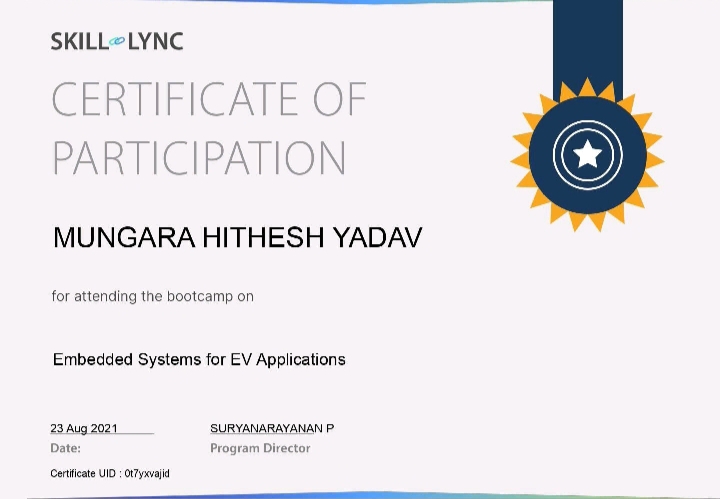 SKILL LYNC
CERTIFICATE OF
PARTICIPATION
MUNGARA HITHESH YADAV
for attending the bootcamp on
Embedded Systems for EV Applications
23 Aug 2021 SURYANARAYANAN P
Date: Program Director
Certificate UID : 0t7yxvajid